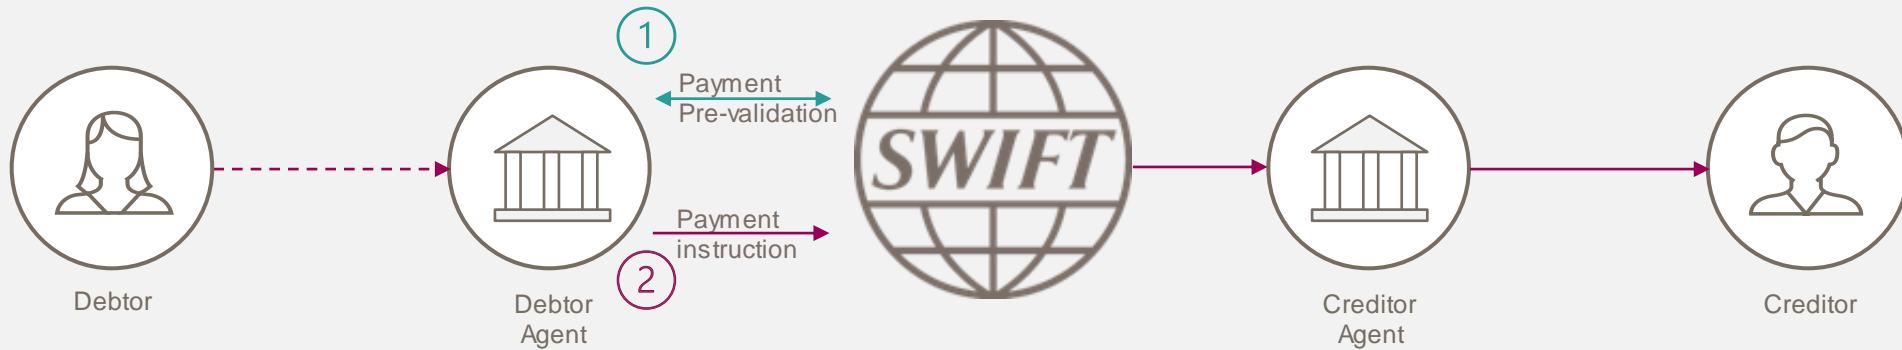 1
Payment
Pre-validation
SWIFT
Payment
instruction
2
Debtor
Debtor
Agent
Creditor
Agent
Creditor